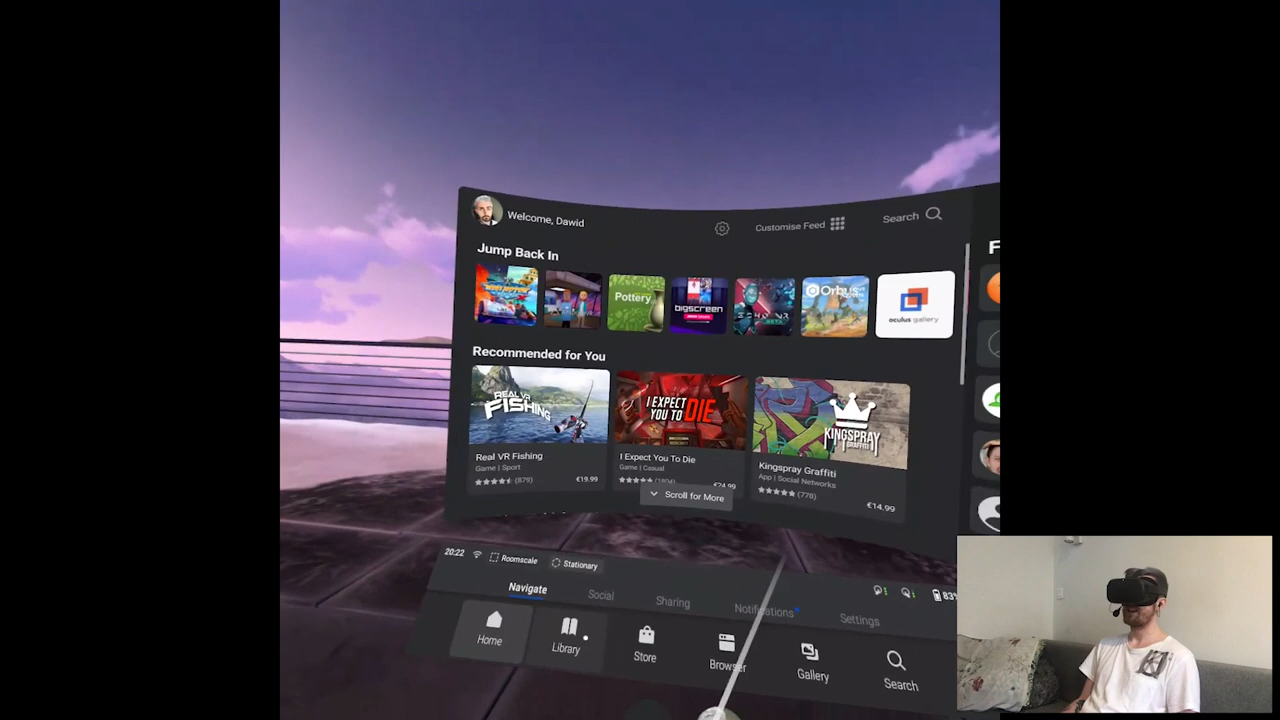 Welcome, Dawid
Customise Feed
Search
Jump Back In
F
Pottery
bigscreen
Orbus
oculus gallery
Recommended for You
REAL VR
FISHING
I EXPECT
YOU TO DIE
KINGSPRAY
GRAFFITI
Real VR Fishing
Game | Sport
(879)
€19.99
I Expect You To Die
Game | Casual
€24.99
Kingspray Graffiti
App | Social Networks
(778)
€14.99
Scroll for More
20:22
Roomscale
Stationary
83%
Navigate
Social
Sharing
Notifications
Settings
Home
Library
Store
Browser
Gallery
Search